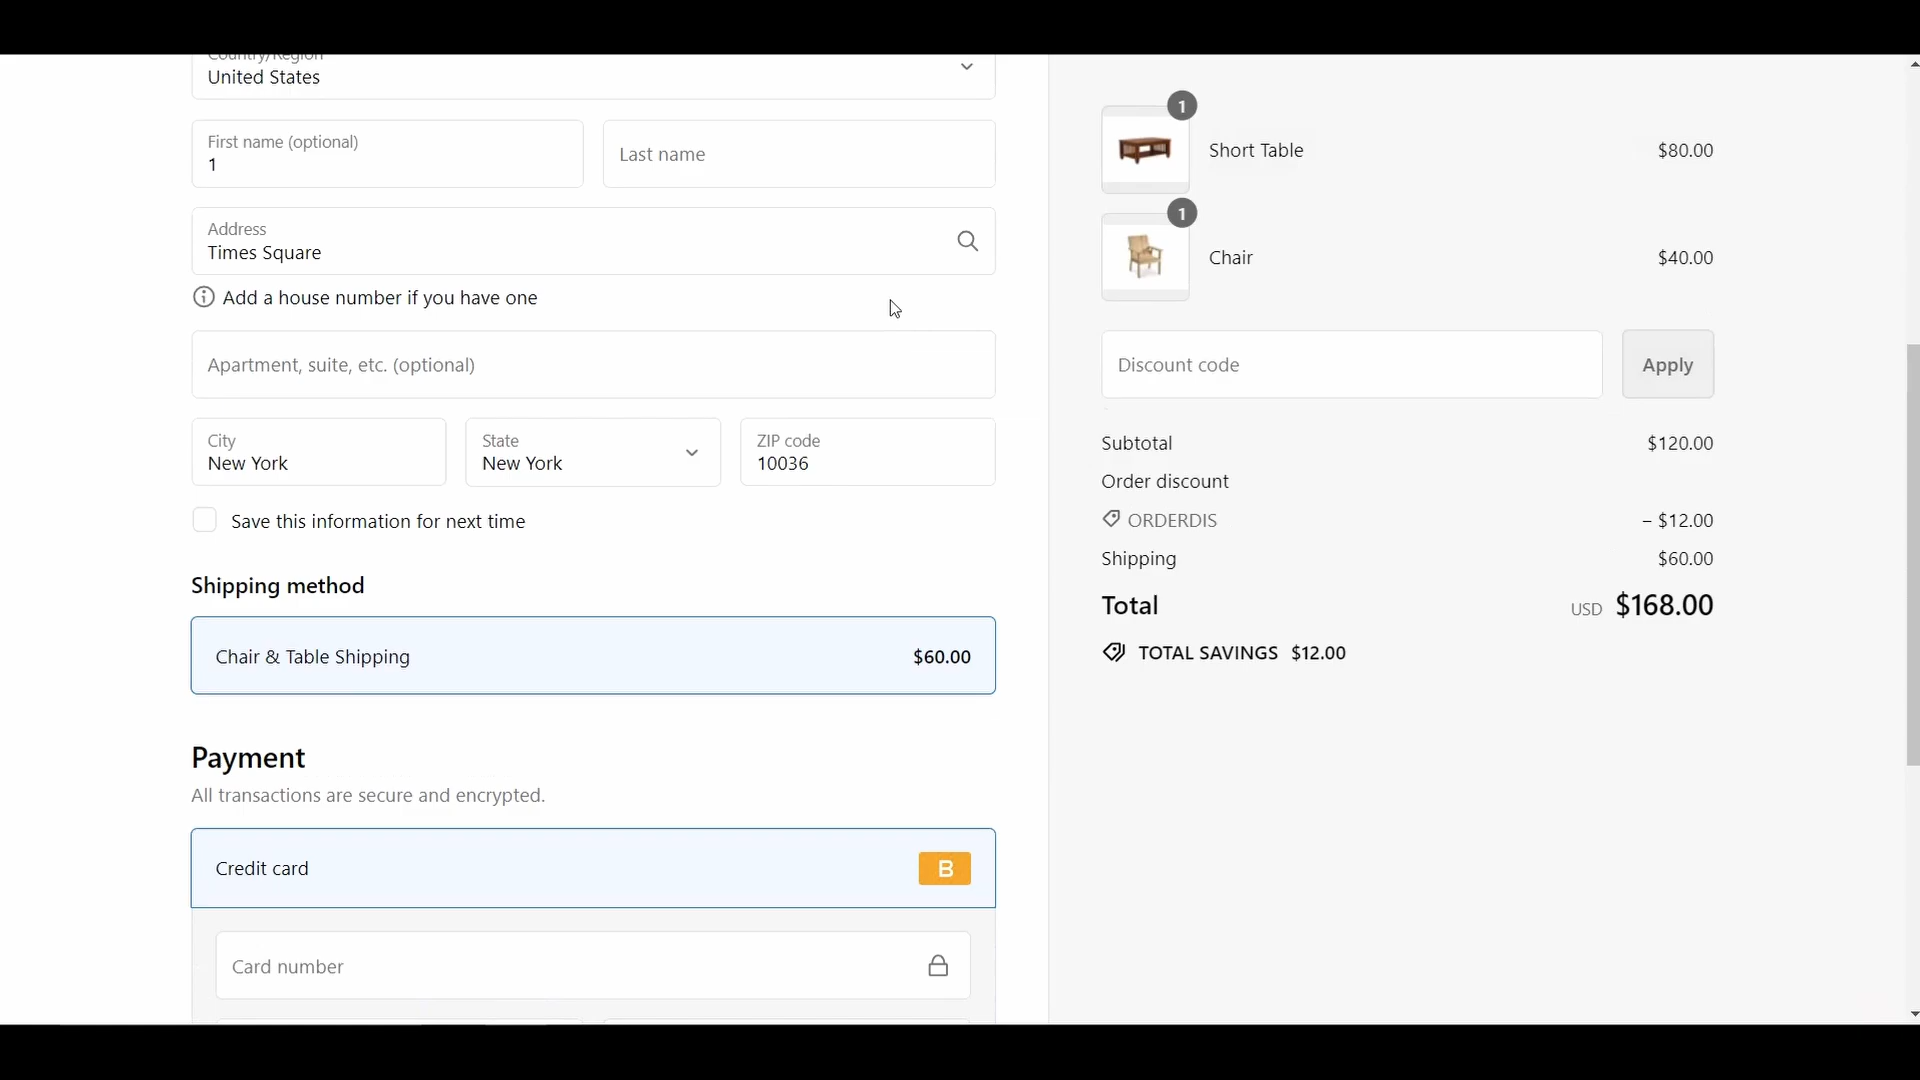 Country/Region
United States
First name (optional)
1
Last name
Address
Times Square
Add a house number if you have one
Apartment, suite, etc. (optional)
City
New York
State
New York
ZIP code
10036
Save this information for next time
Shipping method
Chair & Table Shipping $60.00
Payment
All transactions are secure and encrypted.
Credit card B
Card number
1
Short Table $80.00
1
Chair $40.00
Discount code Apply
Subtotal $120.00
Order discount
ORDERDIS – $12.00
Shipping $60.00
Total USD $168.00
TOTAL SAVINGS $12.00